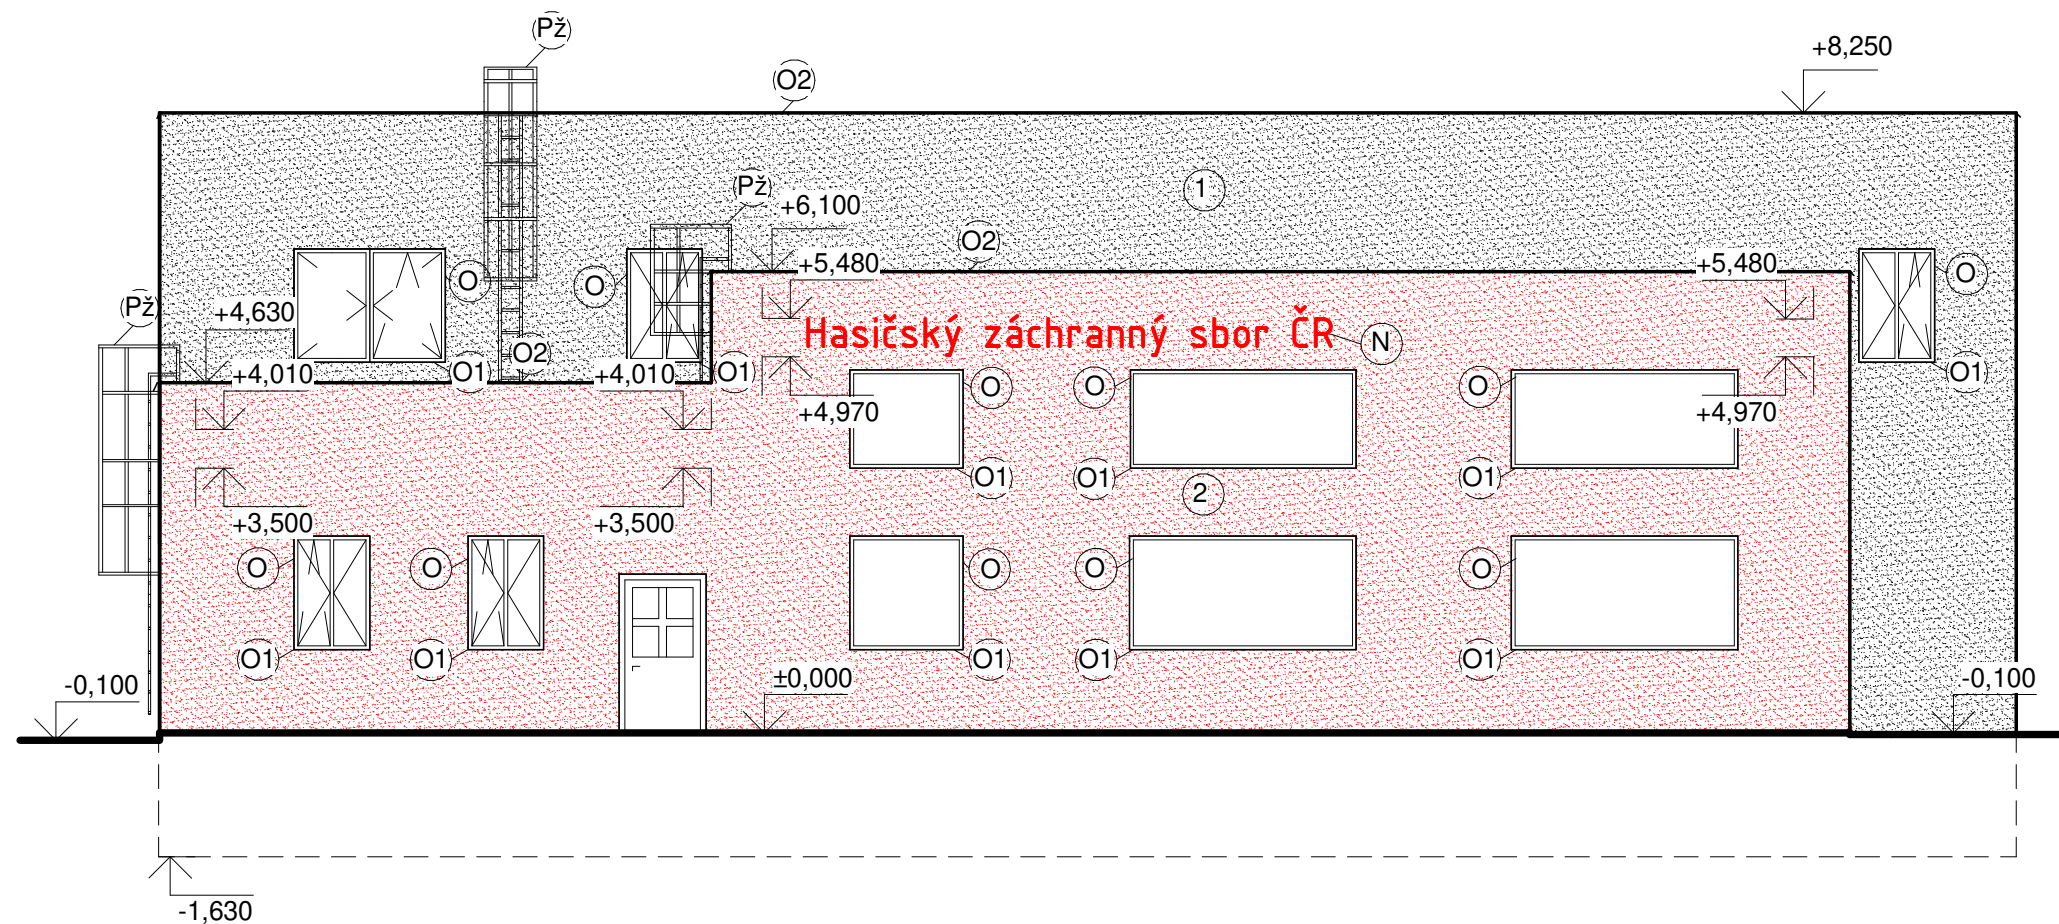 Pž
+8,250
O2
Pž
1
+6,100
O2
+5,480
+5,480
O
O
O
Pž
+4,630
Hasičský záchranný sbor ČR
N
O2
+4,010
O1
+4,010
O1
O1
O
O
O
+4,970
+4,970
O1
O1
O1
2
+3,500
+3,500
O
O
O
O
O
O1
O1
O1
O1
O1
-0,100
±0,000
-0,100
-1,630